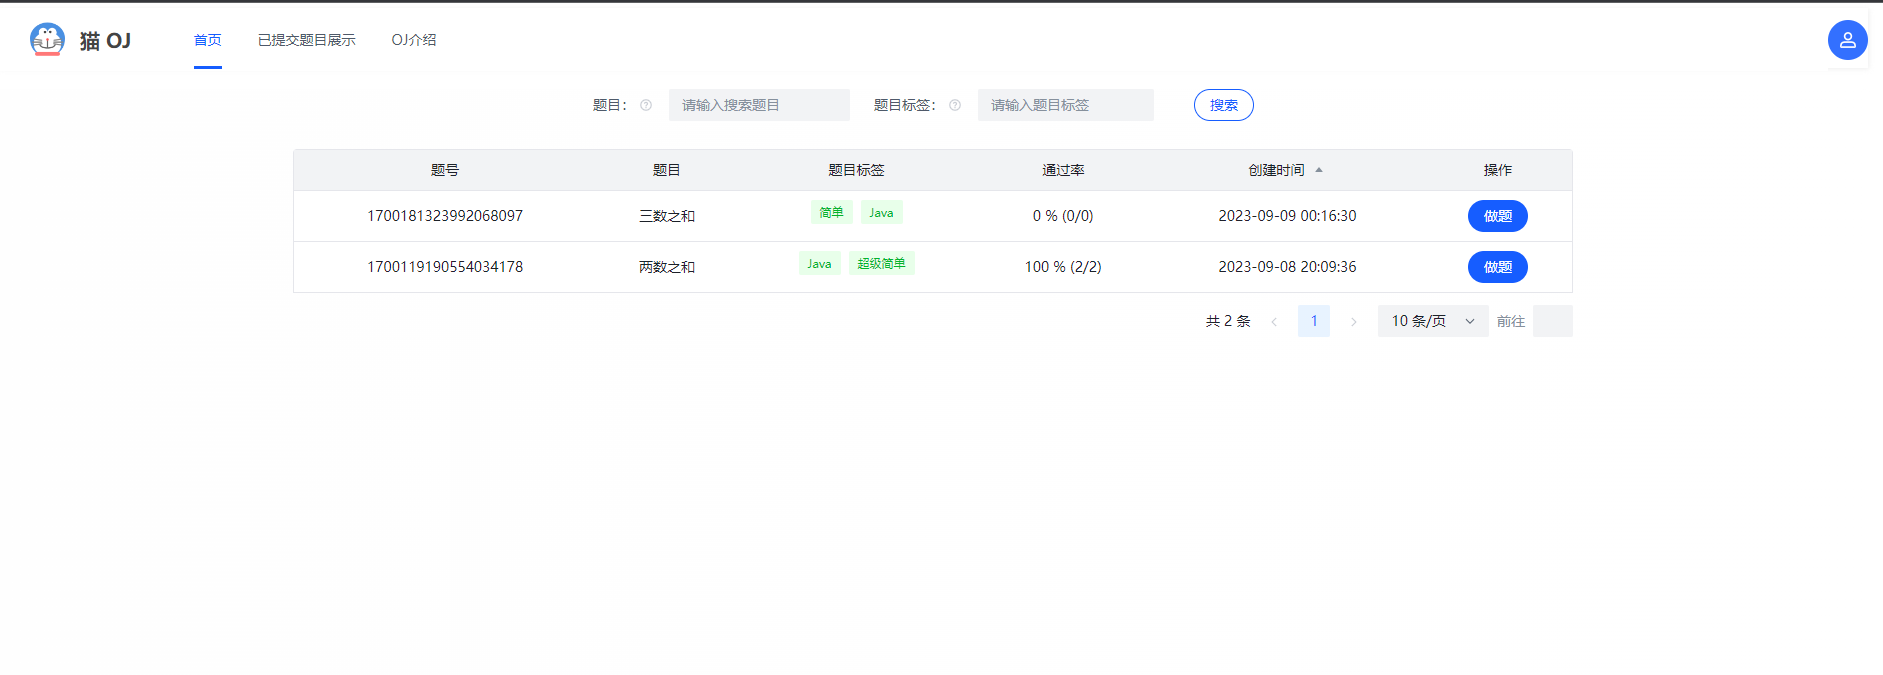 猫 OJ 首页 已提交题目展示 OJ介绍
题目： 请输入搜索题目 题目标签： 请输入题目标签 搜索
题号 题目 题目标签 通过率 创建时间 操作
1700181323992068097 三数之和 简单 Java 0 % (0/0) 2023-09-09 00:16:30 做题
1700119190554034178 两数之和 Java 超级简单 100 % (2/2) 2023-09-08 20:09:36 做题
共 2 条 1 10 条/页 前往